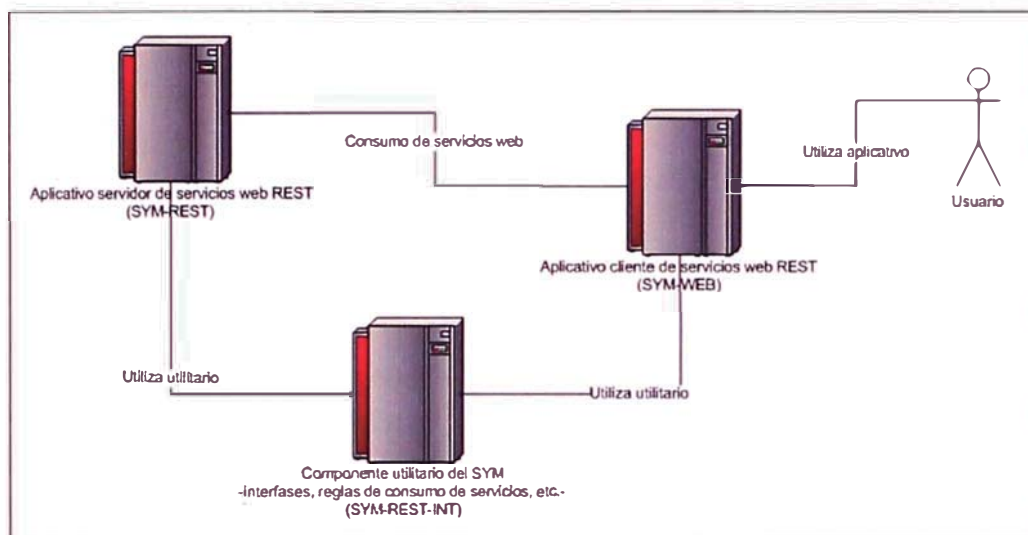 Consumo de servicios web
Utiliza aplicativo
Aplicativo servidor de servicios web REST
(SYM-REST)
Usuario
Aplicativo cliente de servicios web REST
(SYM-WEB)
Utiliza utilitario
Utiliza utilitario
Componente utilitario del SYM
-interfases, reglas de consumo de servicios, etc.-
(SYM-REST-INT)